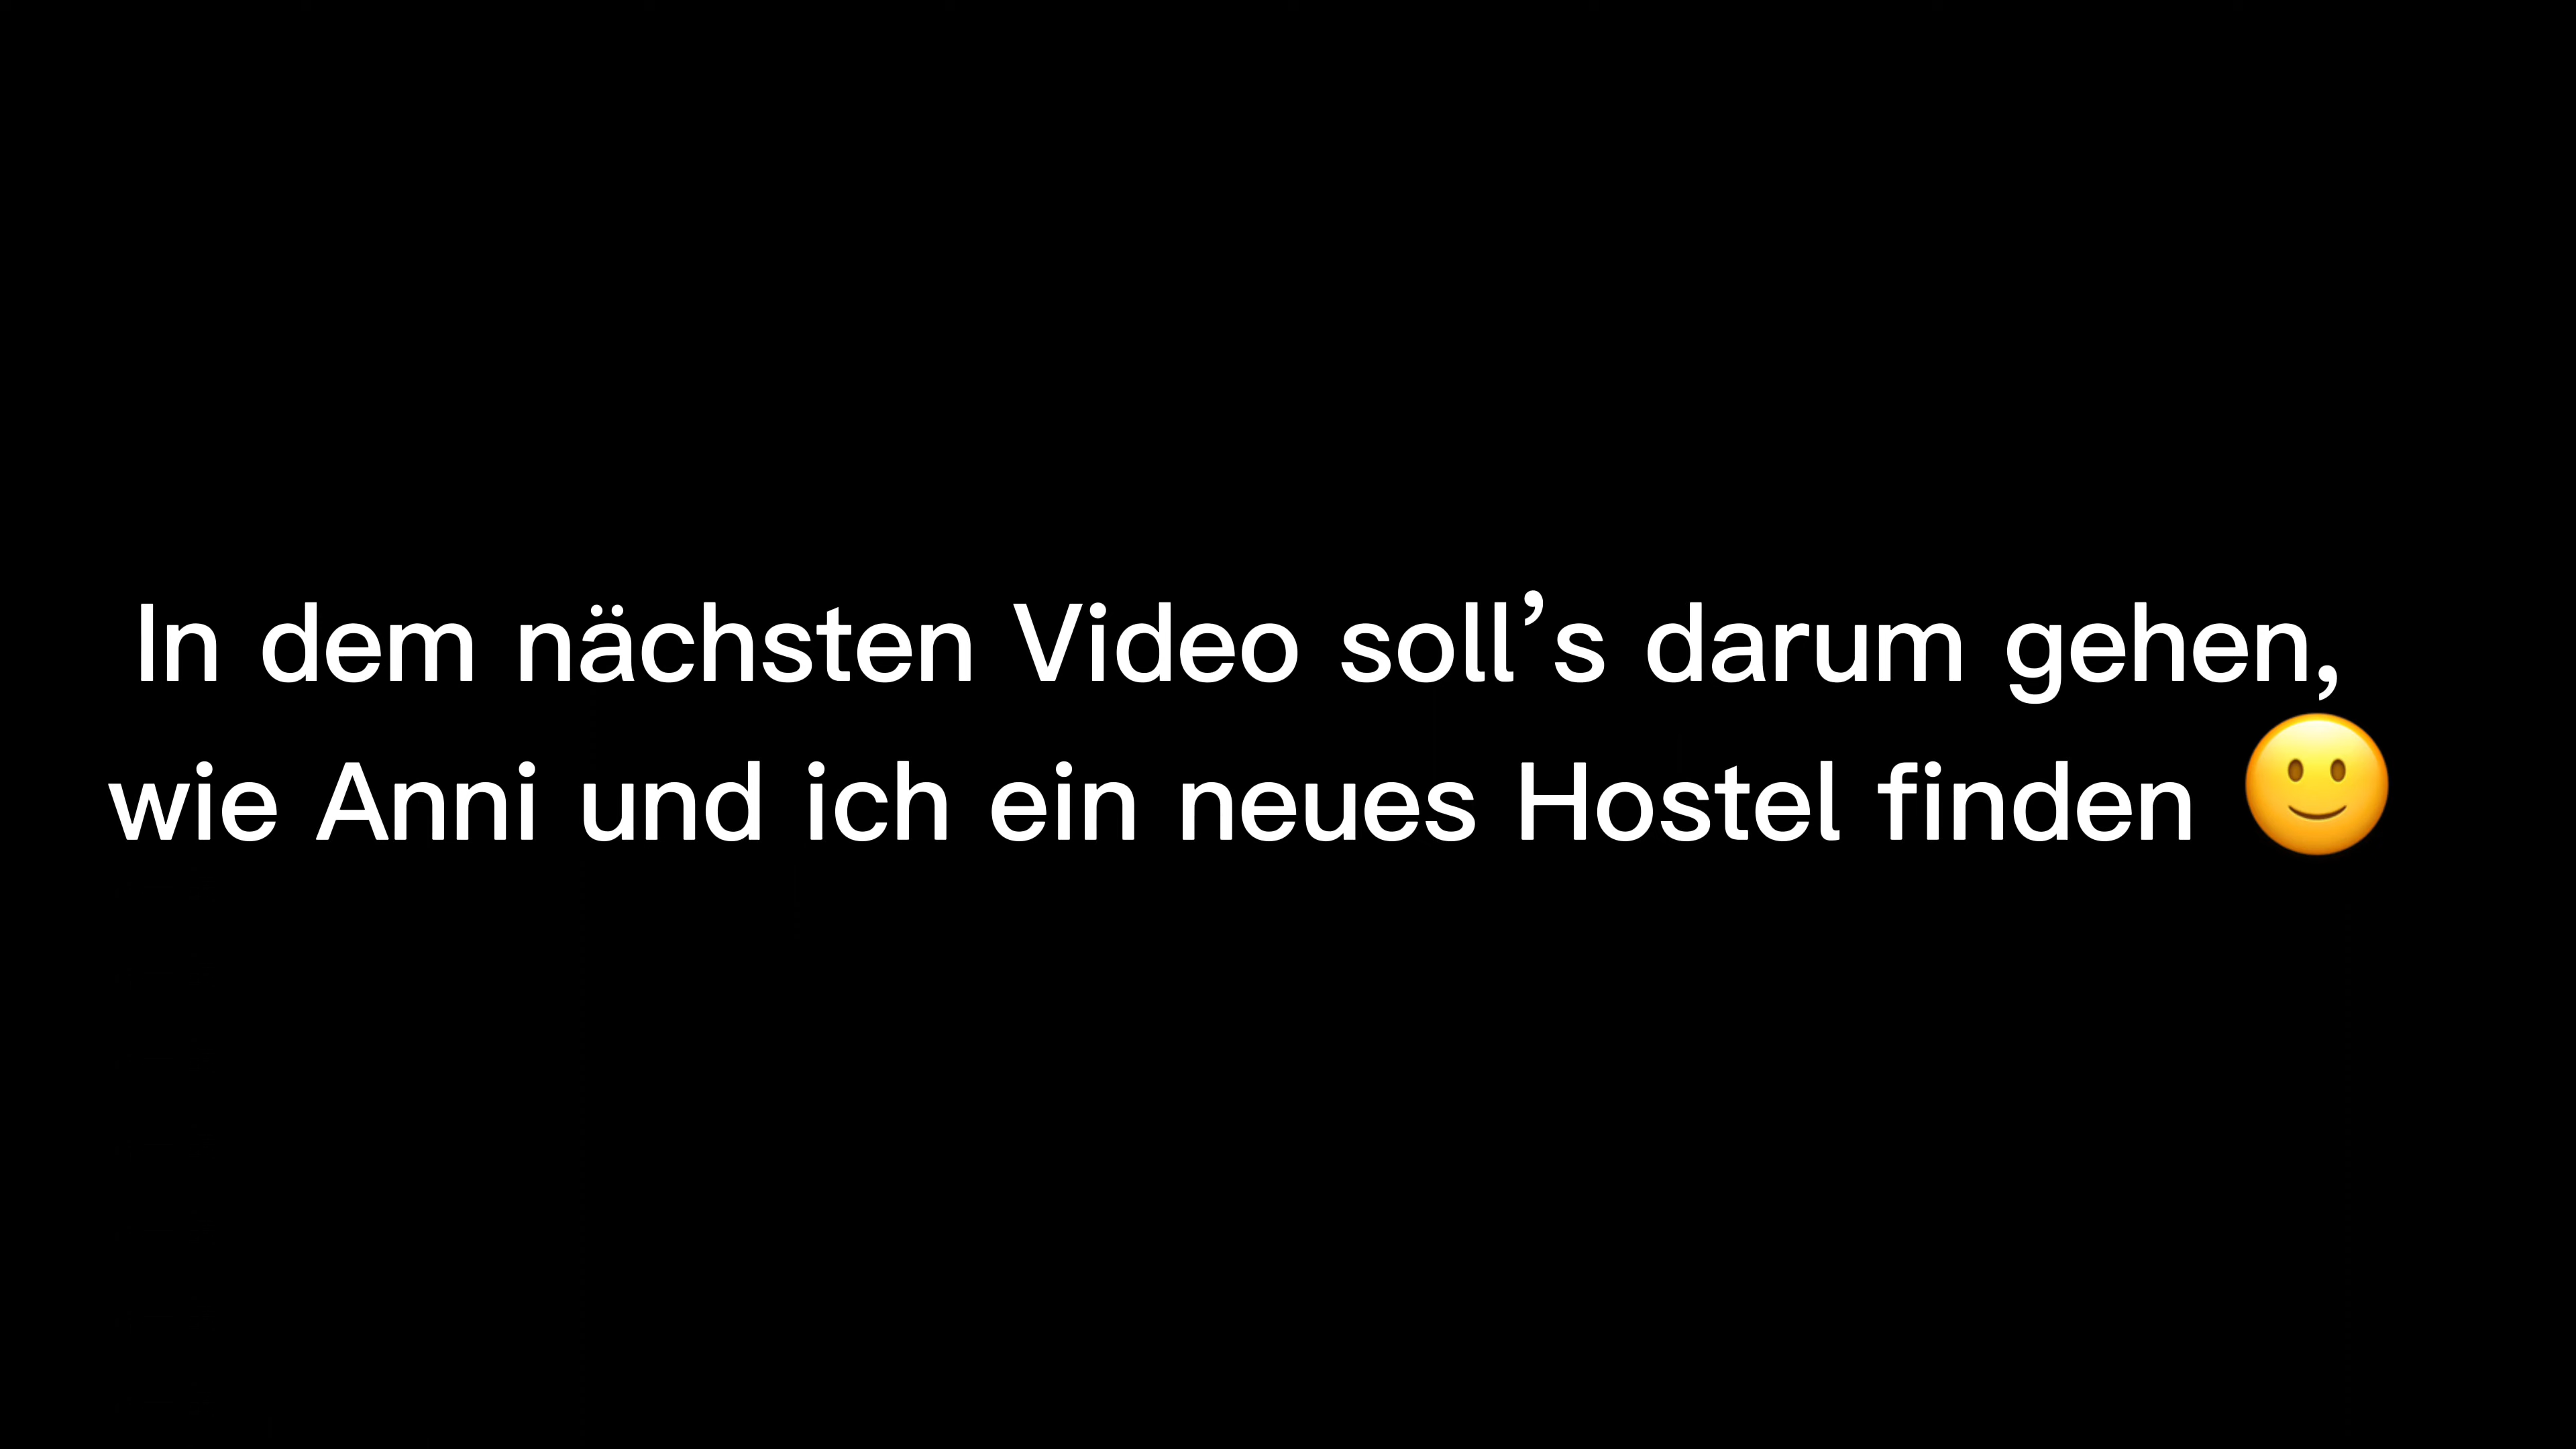 In dem nächsten Video soll’s darum gehen,
wie Anni und ich ein neues Hostel finden 🙂